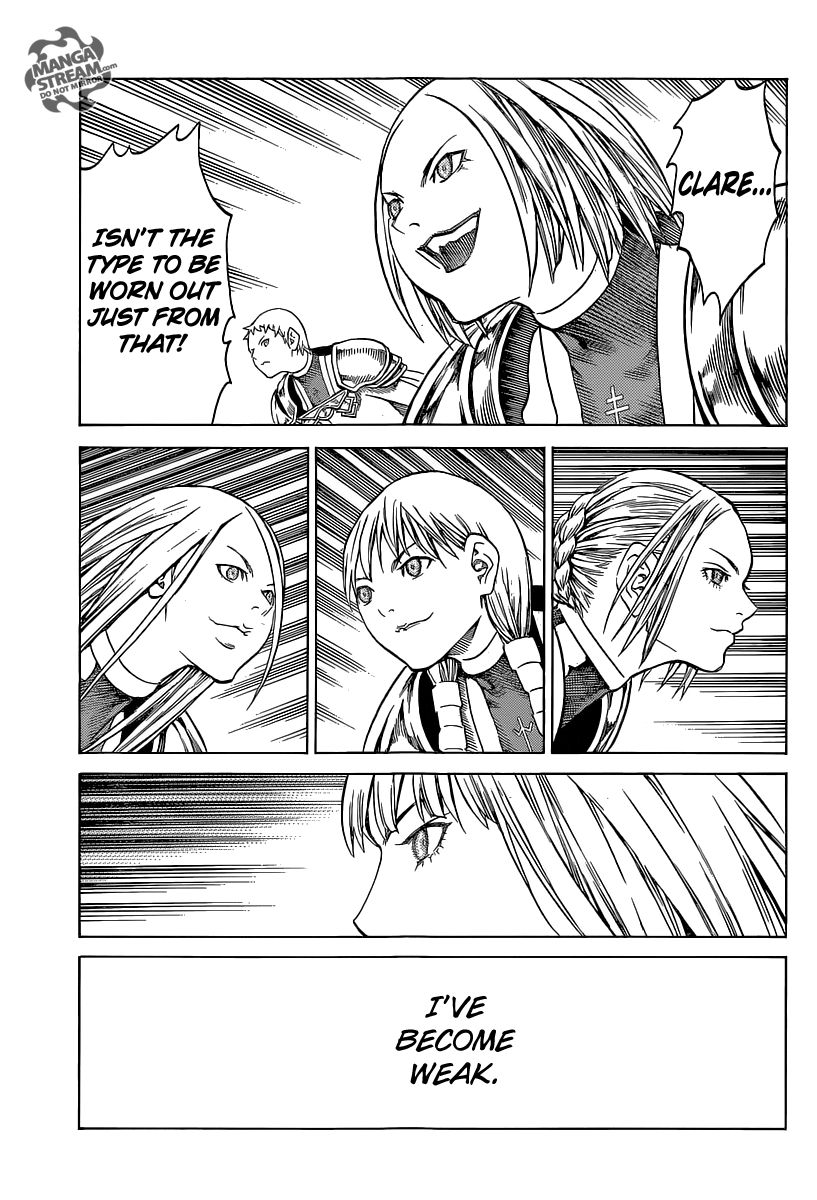 MANGA
STREAM.com
DO NOT MIRROR
CLARE...
ISN'T THE
TYPE TO BE
WORN OUT
JUST FROM
THAT!
I'VE
BECOME
WEAK.